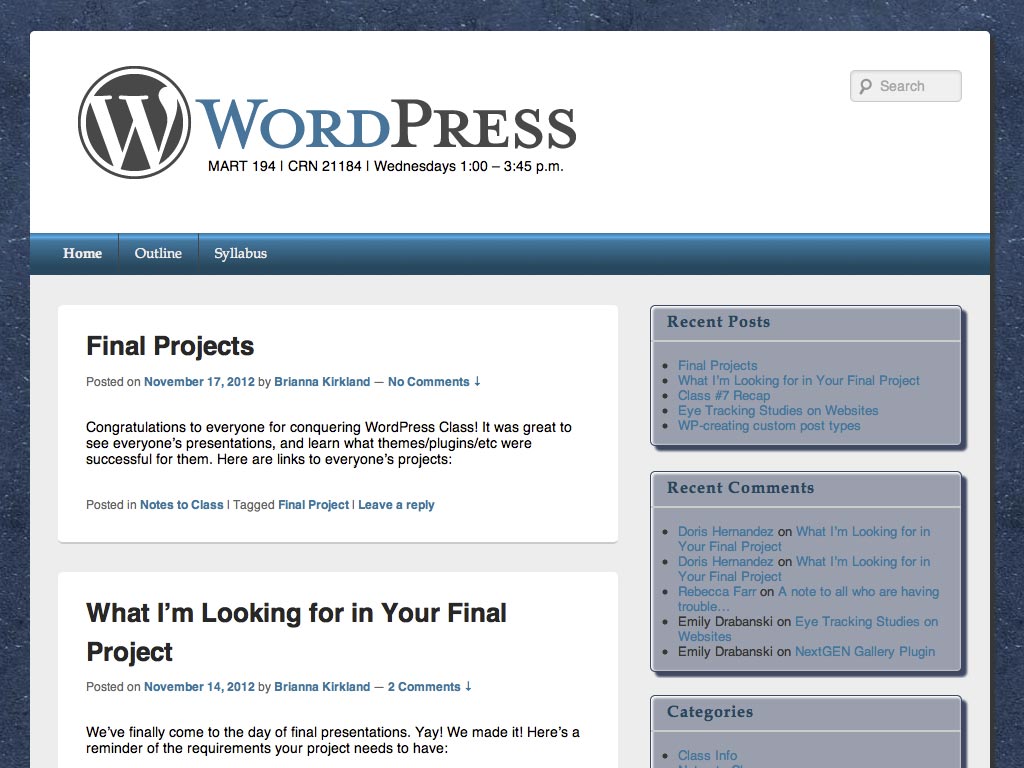 WORDPRESS
MART 194 | CRN 21184 | Wednesdays 1:00 – 3:45 p.m.
Search
Home
Outline
Syllabus
Final Projects
Posted on November 17, 2012 by Brianna Kirkland — No Comments ↓
Congratulations to everyone for conquering WordPress Class! It was great to
see everyone’s presentations, and learn what themes/plugins/etc were
successful for them. Here are links to everyone’s projects:
Posted in Notes to Class | Tagged Final Project | Leave a reply
What I’m Looking for in Your Final
Project
Posted on November 14, 2012 by Brianna Kirkland — 2 Comments ↓
We’ve finally come to the day of final presentations. Yay! We made it! Here’s a
reminder of the requirements your project needs to have:
Recent Posts
Final Projects
What I’m Looking for in Your Final Project
Class #7 Recap
Eye Tracking Studies on Websites
WP-creating custom post types
Recent Comments
Doris Hernandez on What I’m Looking for in
Your Final Project
Doris Hernandez on What I’m Looking for in
Your Final Project
Rebecca Farr on A note to all who are having
trouble…
Emily Drabanski on Eye Tracking Studies on
Websites
Emily Drabanski on NextGEN Gallery Plugin
Categories
Class Info